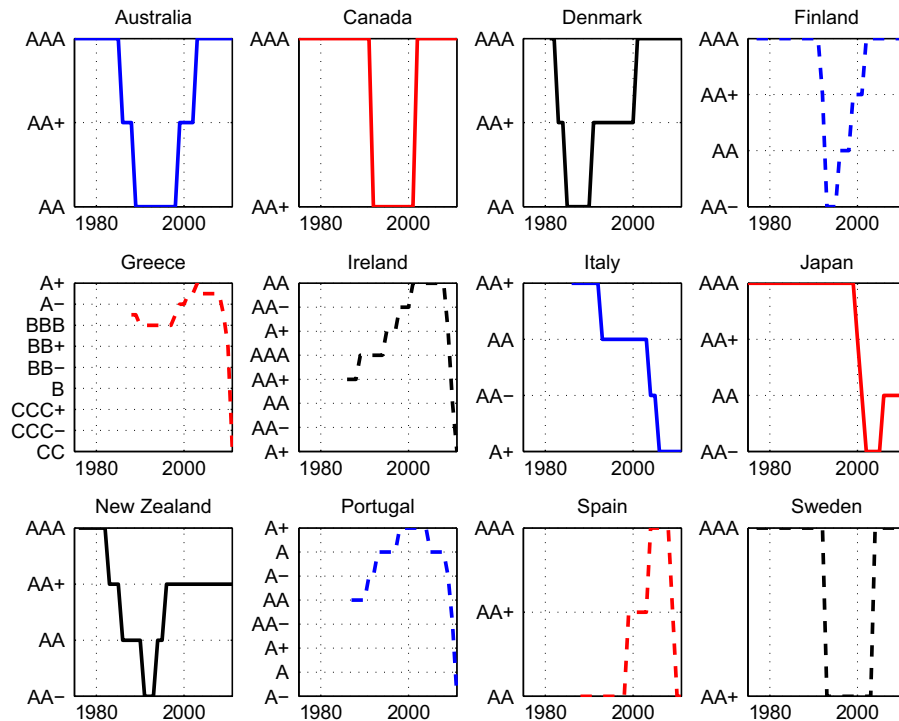 Australia
AAA
AA+
AA
1980
2000
Canada
AAA
AA+
1980
2000
Denmark
AAA
AA+
AA
1980
2000
Finland
AAA
AA+
AA
AA−
1980
2000
Greece
A+
A−
BBB
BB+
BB−
B
CCC+
CCC−
CC
1980
2000
Ireland
AA
AA−
A+
AAA
AA+
AA
AA−
A+
1980
2000
Italy
AA+
AA
AA−
A+
1980
2000
Japan
AAA
AA+
AA
AA−
1980
2000
New Zealand
AAA
AA+
AA
AA−
1980
2000
Portugal
A+
A
A−
AA
AA−
A+
A
A−
1980
2000
Spain
AAA
AA+
AA
1980
2000
Sweden
AAA
AA+
1980
2000